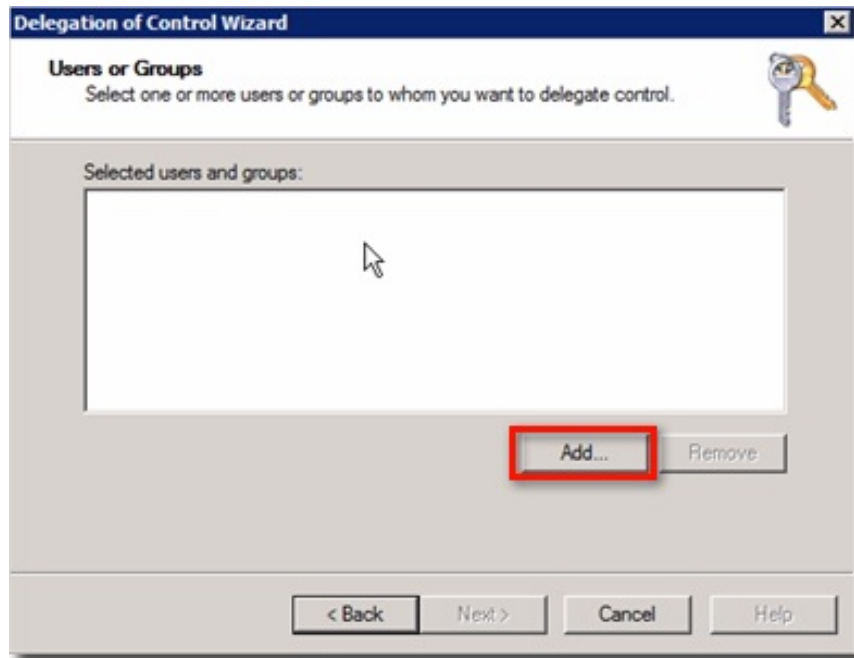 Delegation of Control Wizard
Users or Groups
Select one or more users or groups to whom you want to delegate control.
Selected users and groups:
Add...
Remove
< Back
Next >
Cancel
Help